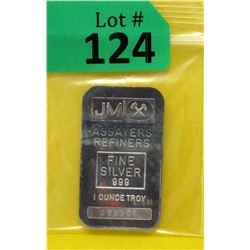 Lot #
124
JM
ASSAYERS
REFINERS
FINE
SILVER
999
1 OUNCE TROY